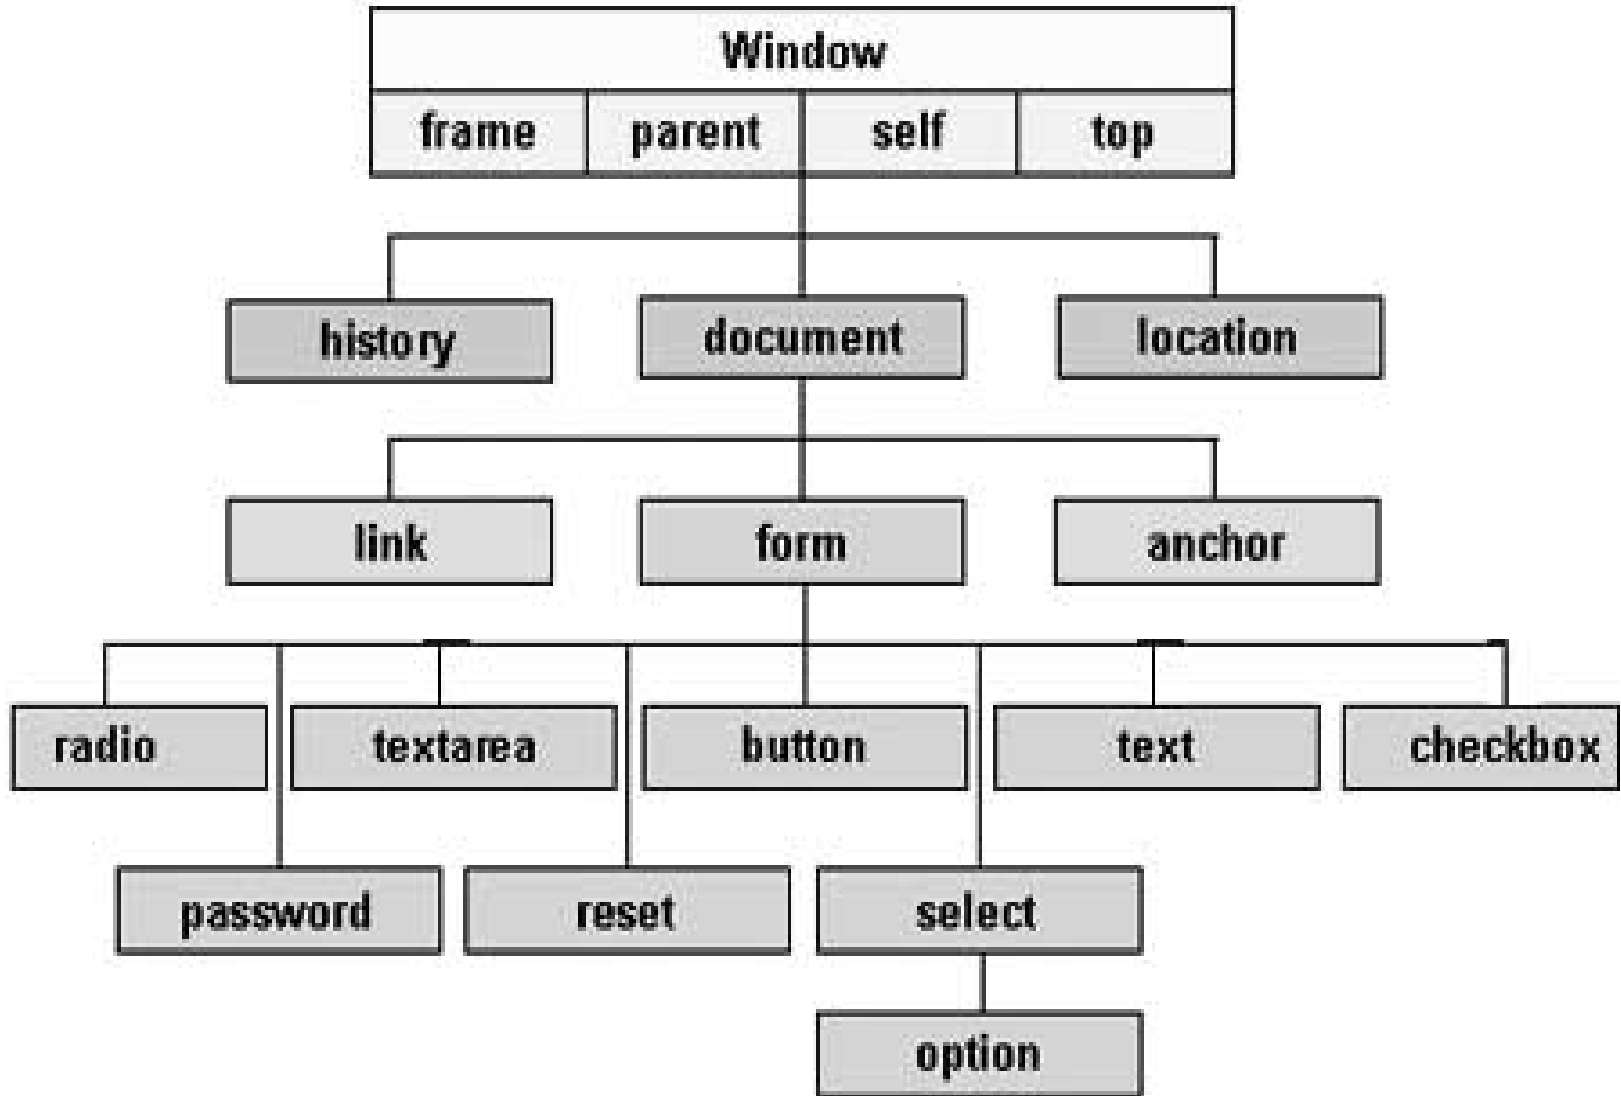 Window
frame parent self top
history document location
link form anchor
radio textarea button text checkbox
password reset select
option